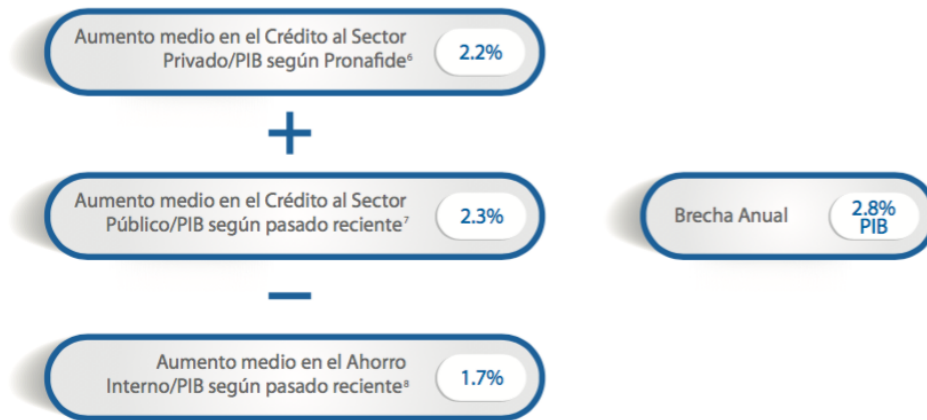 Aumento medio en el Crédito al Sector
Privado/PIB según Pronafide⁶
2.2%
+
Aumento medio en el Crédito al Sector
Público/PIB según pasado reciente⁷
2.3%
Brecha Anual
2.8%
PIB
−
Aumento medio en el Ahorro
Interno/PIB según pasado reciente⁸
1.7%